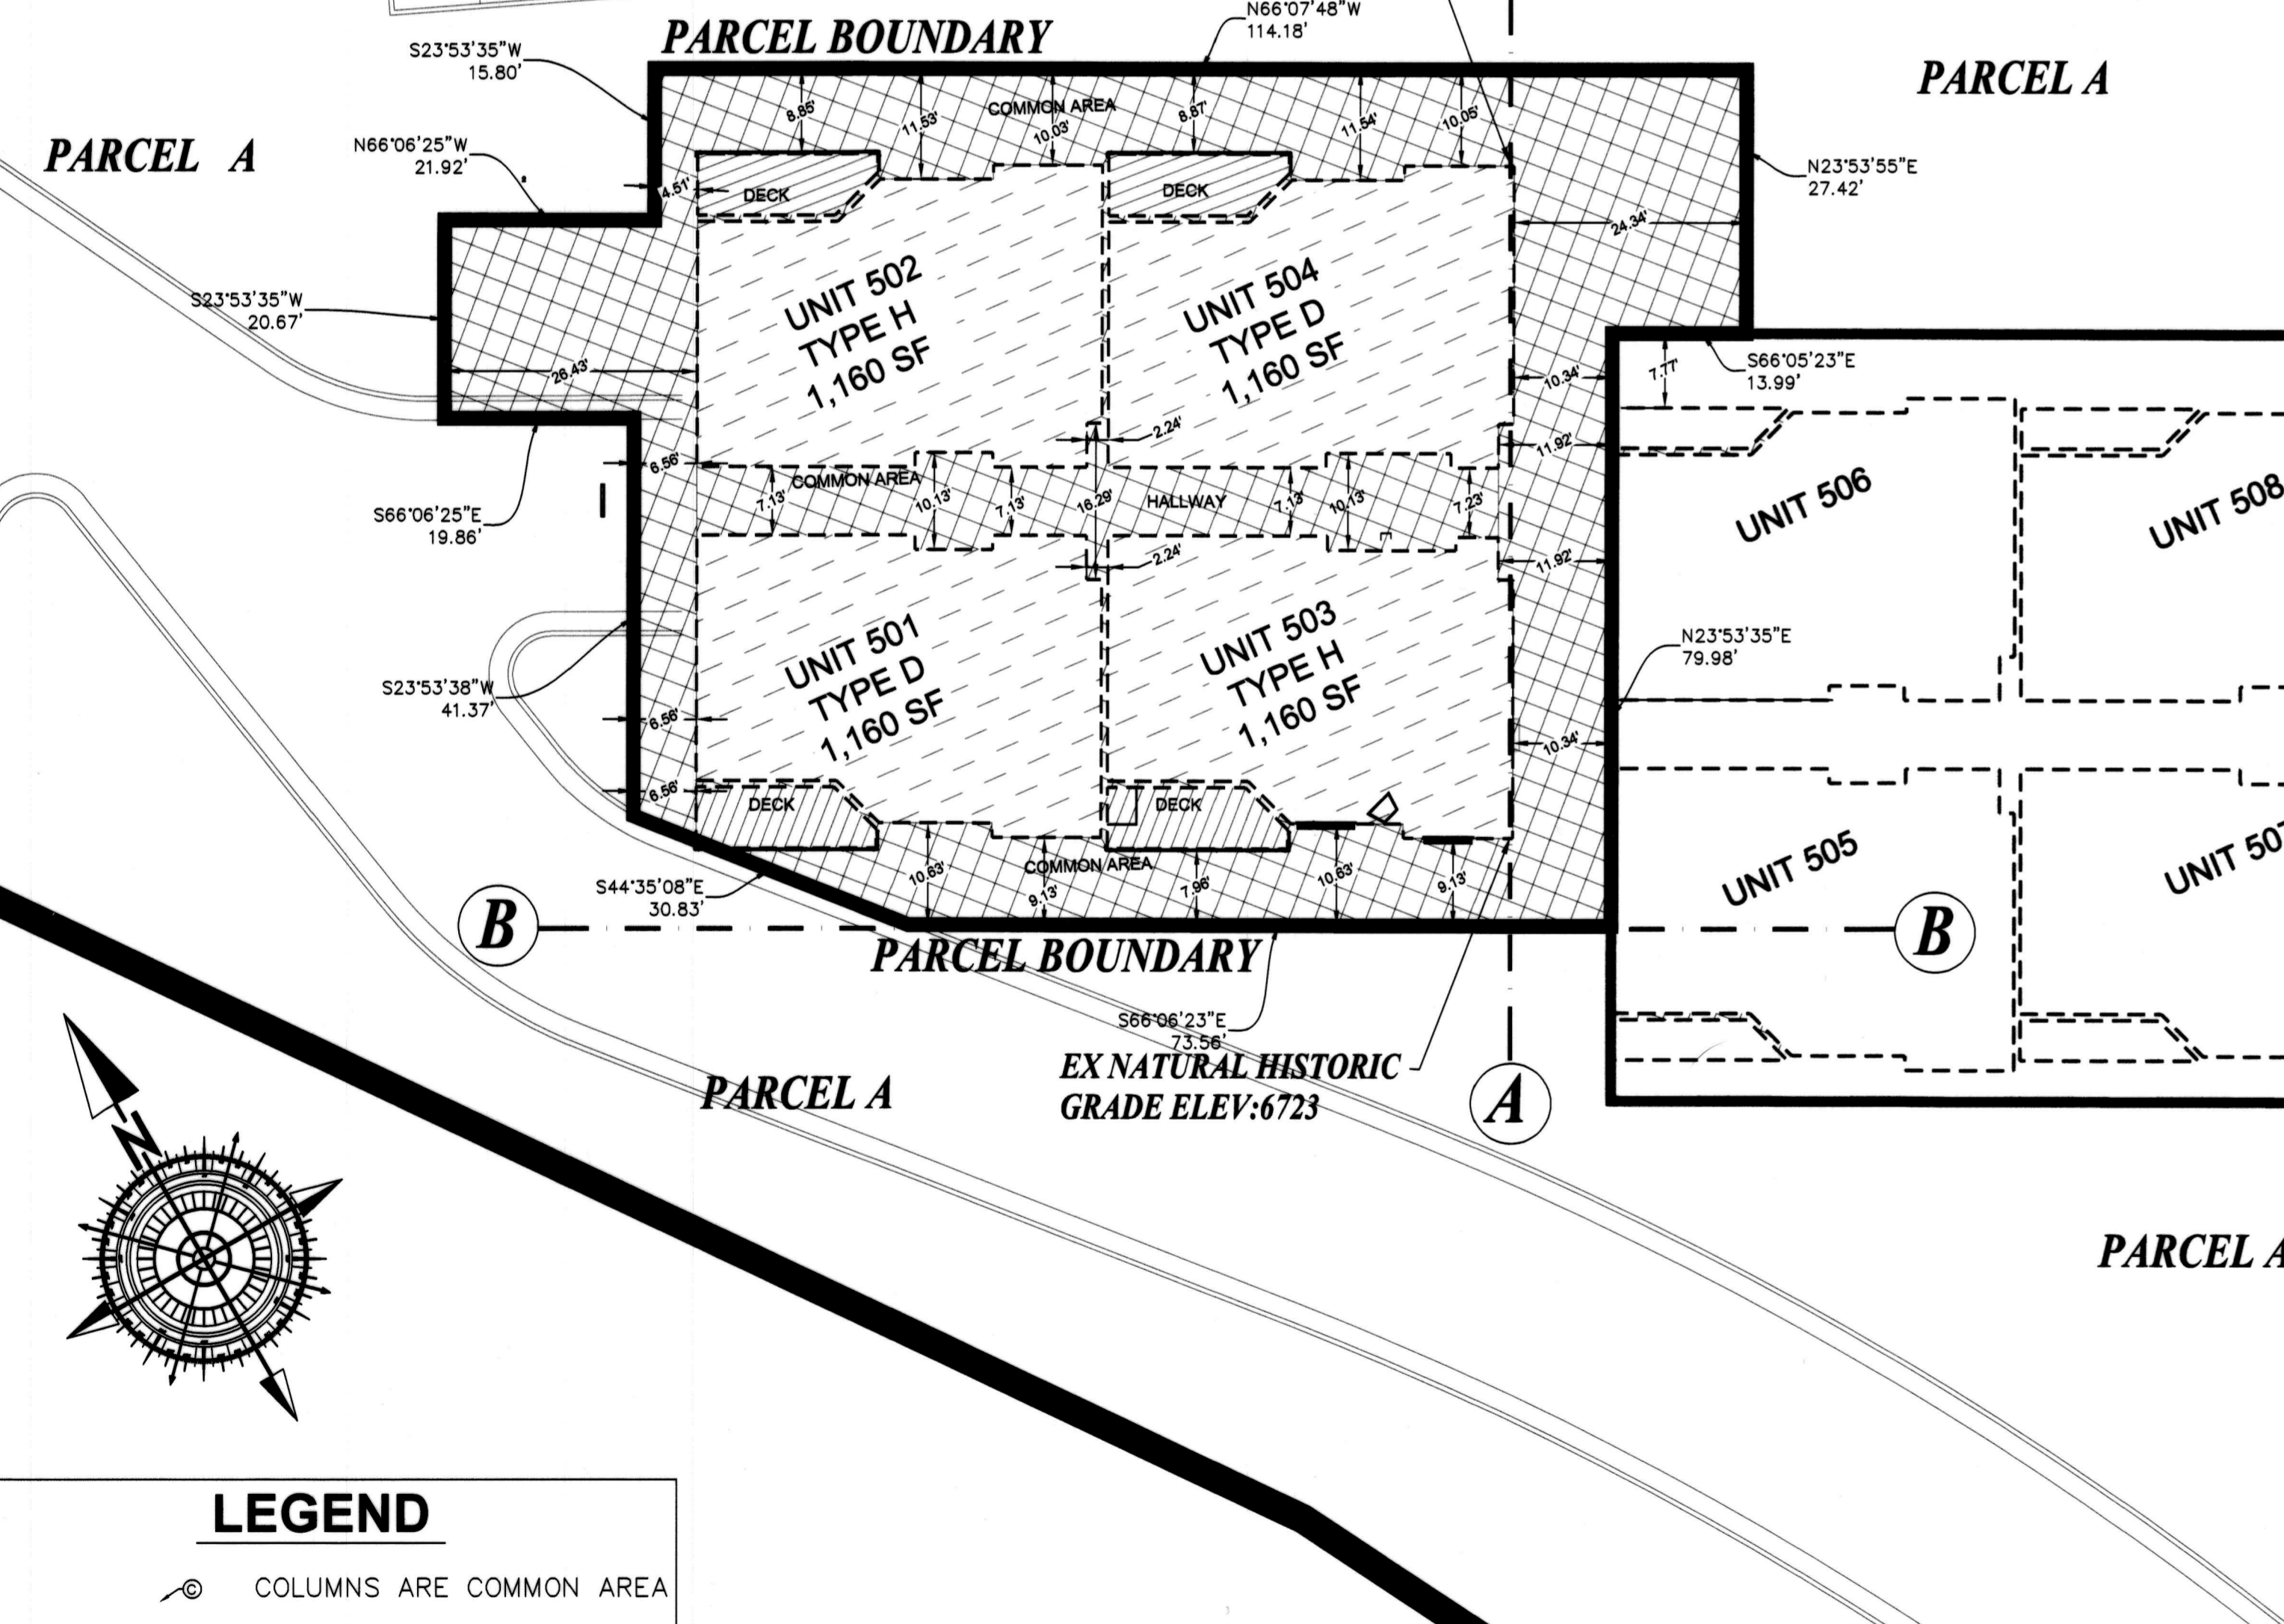 N66°07'48"W
114.18'
PARCEL BOUNDARY
S23°53'35"W
15.80'
PARCEL A
N66°06'25"W
21.92'
PARCEL A
COMMON AREA
8.85'
11.53'
10.03'
8.87'
11.54'
10.05'
N23°53'55"E
27.42'
4.51'
DECK
DECK
24.34'
S23°53'35"W
20.67'
UNIT 502
TYPE H
1,160 SF
UNIT 504
TYPE D
1,160 SF
26.43'
10.34'
7.77'
S66°05'23"E
13.99'
2.24'
11.92'
6.56'
COMMON AREA
7.13'
10.13'
7.13'
16.29'
HALLWAY
7.13'
10.13'
7.23'
UNIT 506
UNIT 508
S66°06'25"E
19.86'
2.24'
11.92'
UNIT 501
TYPE D
1,160 SF
UNIT 503
TYPE H
1,160 SF
N23°53'35"E
79.98'
S23°53'38"W
41.37'
6.56'
10.34'
6.56'
DECK
DECK
COMMON AREA
10.63'
9.13'
7.96'
10.63'
9.13'
UNIT 505
UNIT 507
S44°35'08"E
30.83'
B
B
PARCEL BOUNDARY
S66°06'23"E
73.56'
EX NATURAL HISTORIC
GRADE ELEV:6723
PARCEL A
A
N
PARCEL A
LEGEND
© COLUMNS ARE COMMON AREA